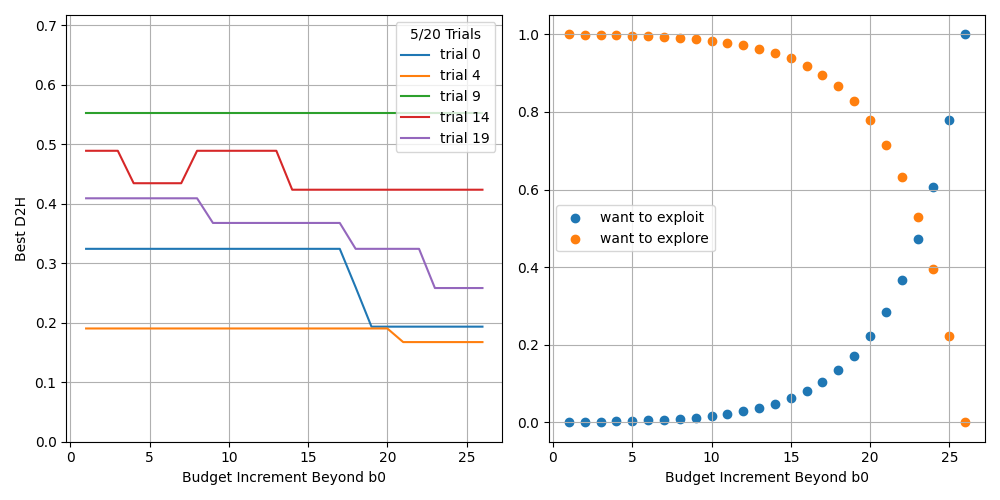 0.7
0.6
0.5
0.4
0.3
0.2
0.1
0.0
Best D2H
0 5 10 15 20 25
Budget Increment Beyond b0
5/20 Trials
trial 0
trial 4
trial 9
trial 14
trial 19
1.0
0.8
0.6
0.4
0.2
0.0
0 5 10 15 20 25
Budget Increment Beyond b0
want to exploit
want to explore